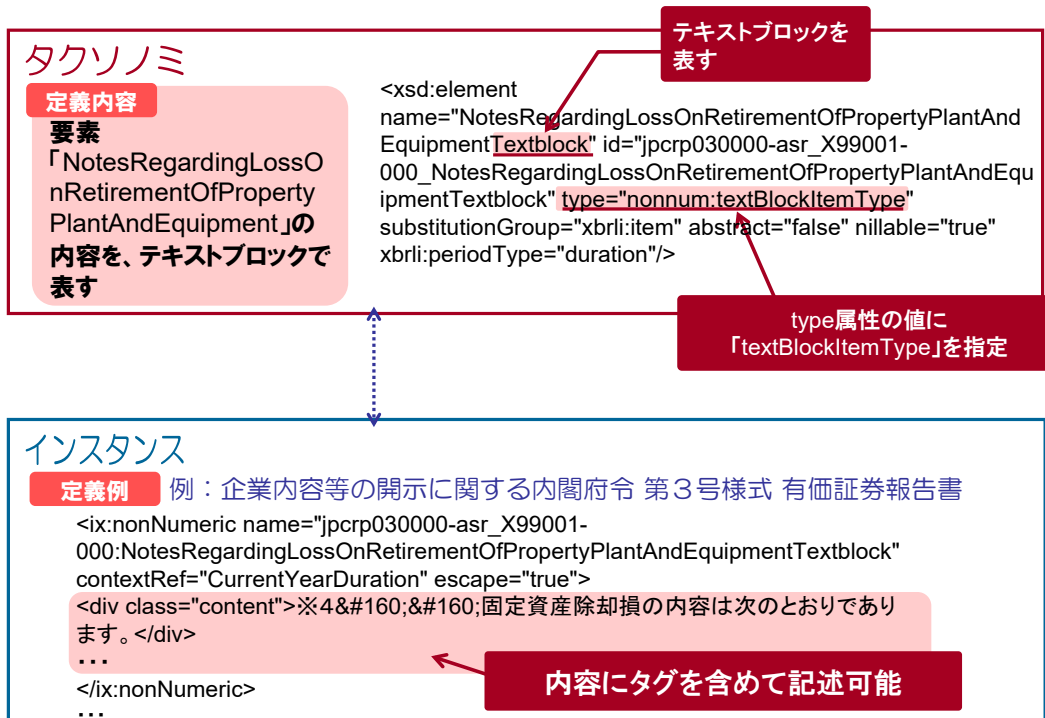 テキストブロックを
表す
タクソノミ
定義内容
要素
「NotesRegardingLossO
nRetirementOfProperty
PlantAndEquipment」の
内容を、テキストブロックで
表す
<xsd:element
name="NotesRegardingLossOnRetirementOfPropertyPlantAnd
EquipmentTextblock" id="jpcrp030000-asr_X99001-
000_NotesRegardingLossOnRetirementOfPropertyPlantAndEqu
ipmentTextblock" type="nonnum:textBlockItemType"
substitutionGroup="xbrli:item" abstract="false" nillable="true"
xbrli:periodType="duration"/>
type属性の値に
「textBlockItemType」を指定
インスタンス
定義例
例：企業内容等の開示に関する内閣府令 第３号様式 有価証券報告書
<ix:nonNumeric name="jpcrp030000-asr_X99001-
000:NotesRegardingLossOnRetirementOfPropertyPlantAndEquipmentTextblock"
contextRef="CurrentYearDuration" escape="true">
<div class="content">※4&#160;&#160;固定資産除却損の内容は次のとおりであり
ます。</div>
･･･
</ix:nonNumeric>
･･･
内容にタグを含めて記述可能